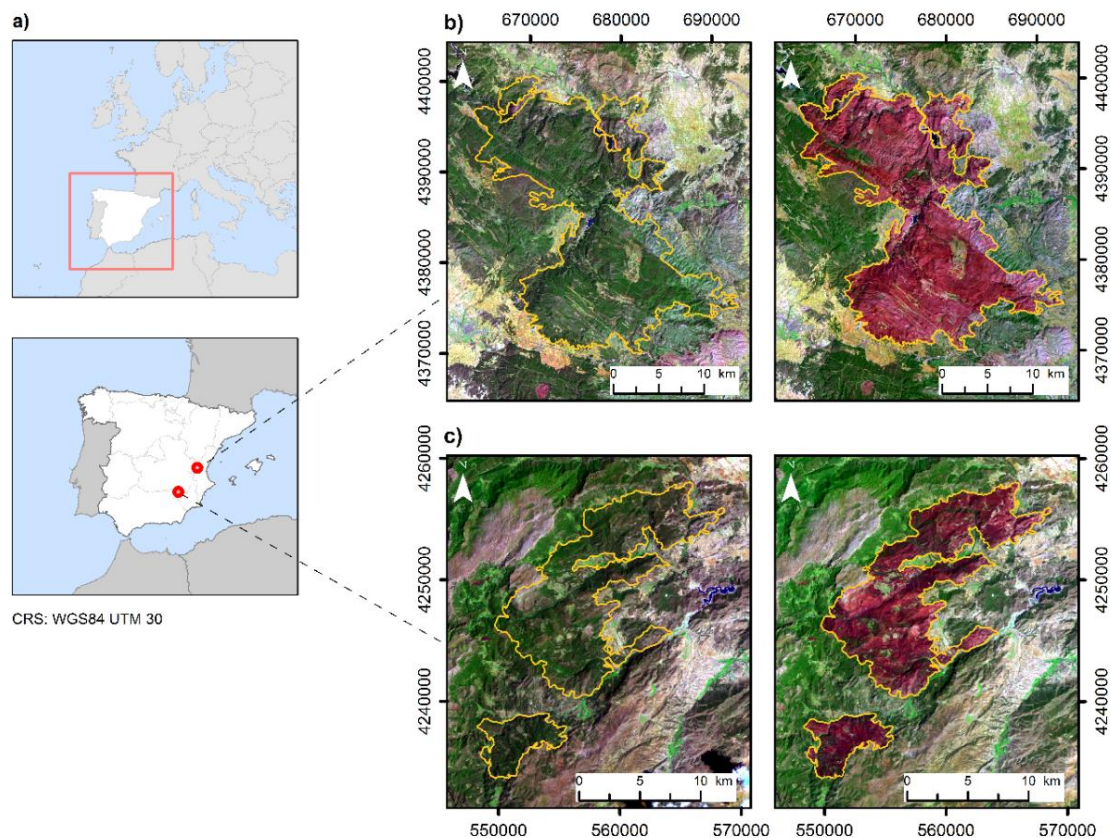 a)
CRS: WGS84 UTM 30
b)
670000 680000 690000
670000 680000 690000
4400000
4390000
4380000
4370000
N
0 5 10 km
N
0 5 10 km
4400000
4390000
4380000
4370000
c)
4260000
4250000
4240000
N
0 5 10 km
N
0 5 10 km
4260000
4250000
4240000
550000 560000 570000
550000 560000 570000